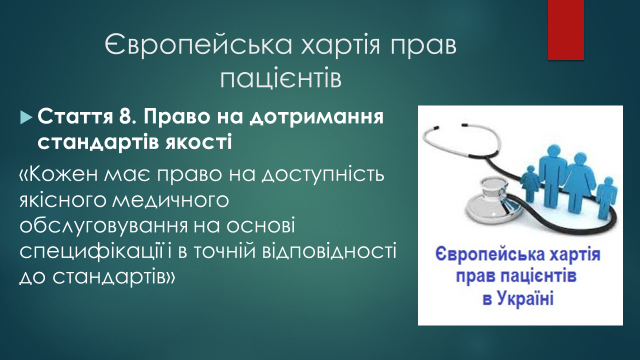 Європейська хартія прав
пацієнтів
Стаття 8. Право на дотримання
стандартів якості
«Кожен має право на доступність
якісного медичного
обслуговування на основі
специфікації і в точній відповідності
до стандартів»
Європейська хартія
прав пацієнтів
в Україні